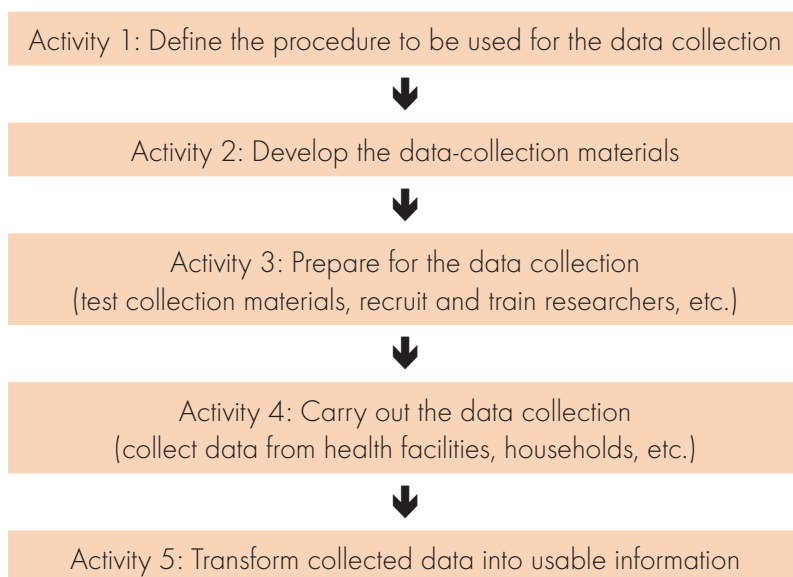 Activity 1: Define the procedure to be used for the data collection
Activity 2: Develop the data-collection materials
Activity 3: Prepare for the data collection
(test collection materials, recruit and train researchers, etc.)
Activity 4: Carry out the data collection
(collect data from health facilities, households, etc.)
Activity 5: Transform collected data into usable information